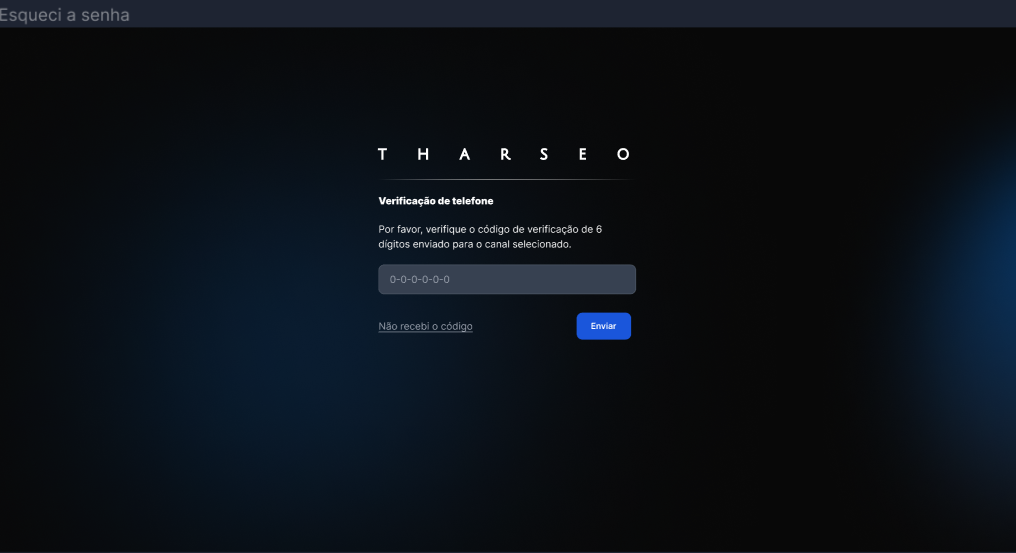 Esqueci a senha
THARSEO
Verificação de telefone
Por favor, verifique o código de verificação de 6
dígitos enviado para o canal selecionado.
0-0-0-0-0-0
Não recebi o código
Enviar